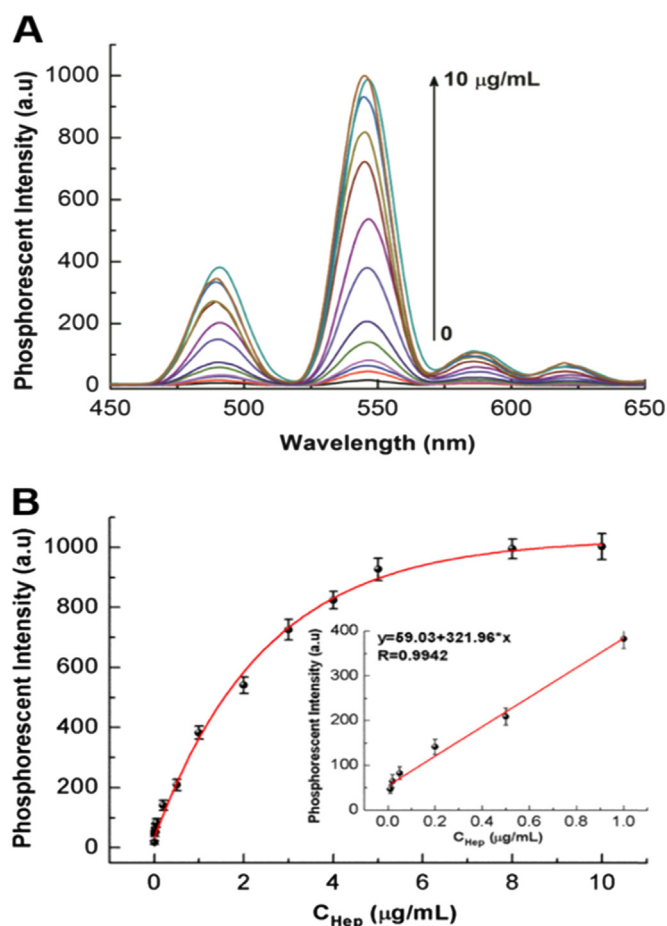 A
Phosphorescent Intensity (a.u)
1000
800
600
400
200
0
10 μg/mL
0
450 500 550 600 650
Wavelength (nm)
B
Phosphorescent Intensity (a.u)
1000
800
600
400
200
0
y=59.03+321.96*x
R=0.9942
Phosphorescent Intensity (a.u)
400
300
200
100
0
0.0 0.2 0.4 0.6 0.8 1.0
CHep (μg/mL)
0 2 4 6 8 10
CHep (μg/mL)